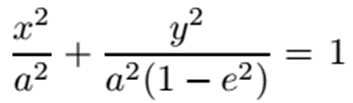 x²/a² + y²/(a²(1 − e²)) = 1